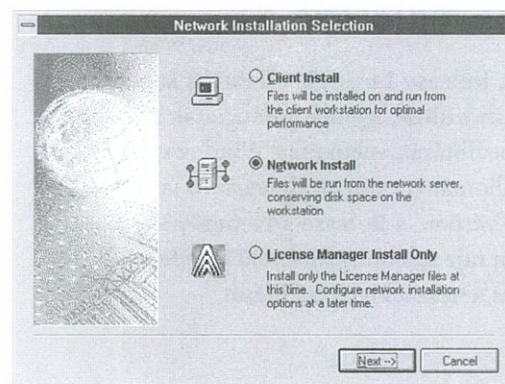 Network Installation Selection
Client Install
Files will be installed on and run from
the client workstation for optimal
performance
Network Install
Files will be run from the network server,
conserving disk space on the
workstation
License Manager Install Only
Install only the License Manager files at
this time. Configure network installation
options at a later time.
Next -->
Cancel